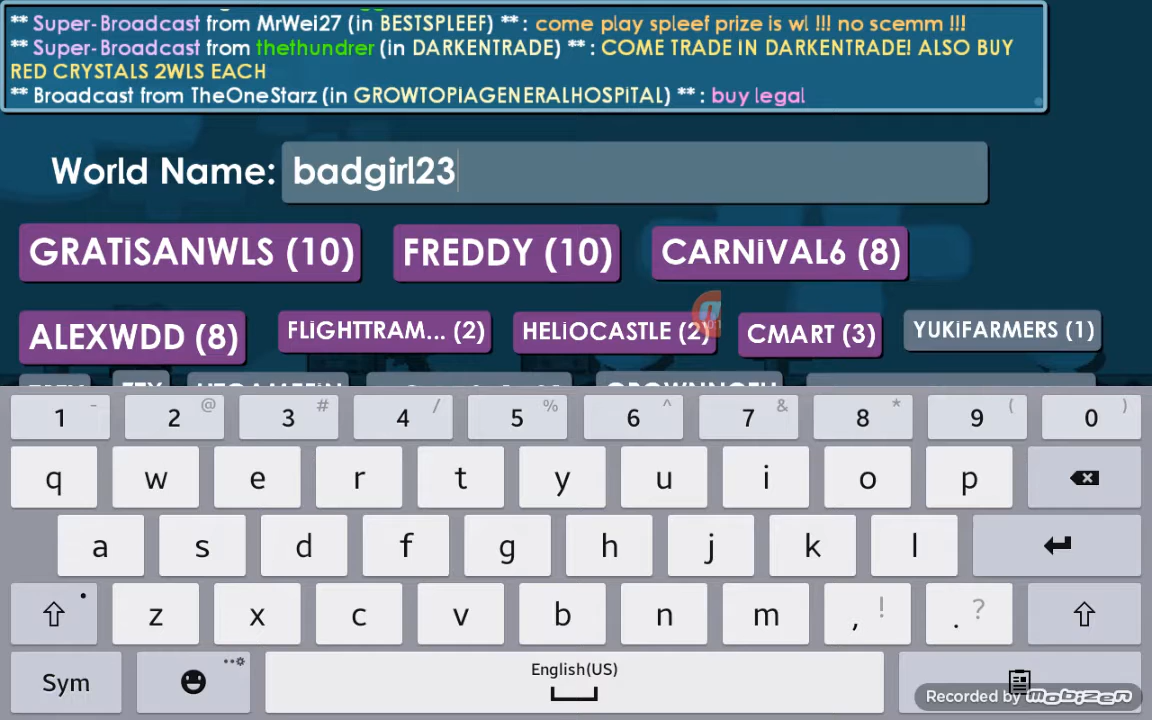 ** Super-Broadcast from MrWei27 (in BESTSPLEEF) ** : come play spleef prize is wl !!! no scemm !!!
** Super-Broadcast from thethundrer (in DARKENTRADE) ** : COME TRADE IN DARKENTRADE! ALSO BUY
RED CRYSTALS 2WLS EACH
** Broadcast from TheOneStarz (in GROWTOPIAGENERALHOSPITAL) ** : buy legal
World Name: badgirl23
GRATISANWLS (10) FREDDY (10) CARNIVAL6 (8)
ALEXWDD (8) FLIGHTTRAM... (2) HELIOCASTLE (2) CMART (3) YUKIFARMERS (1)
1 - 2 @ 3 # 4 / 5 % 6 ^ 7 & 8 * 9 ( 0 )
q w e r t y u i o p
a s d f g h j k l
z x c v b n m , ! . ?
Sym English(US)
Recorded by mobizen